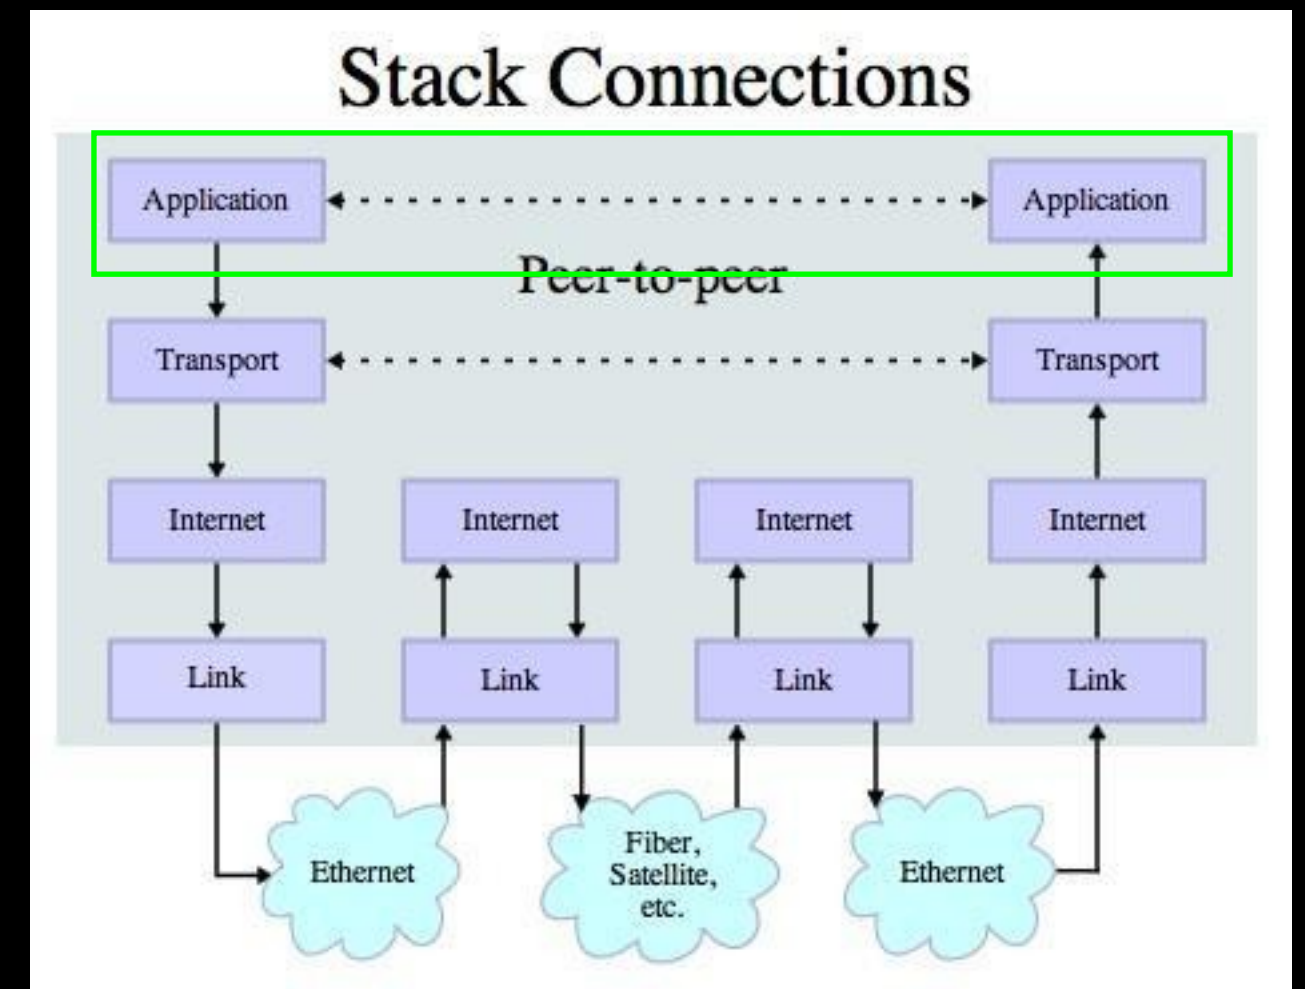 Stack Connections
Application Application
Peer-to-peer
Transport Transport
Internet Internet Internet Internet
Link Link Link Link
Ethernet
Fiber,
Satellite,
etc.
Ethernet